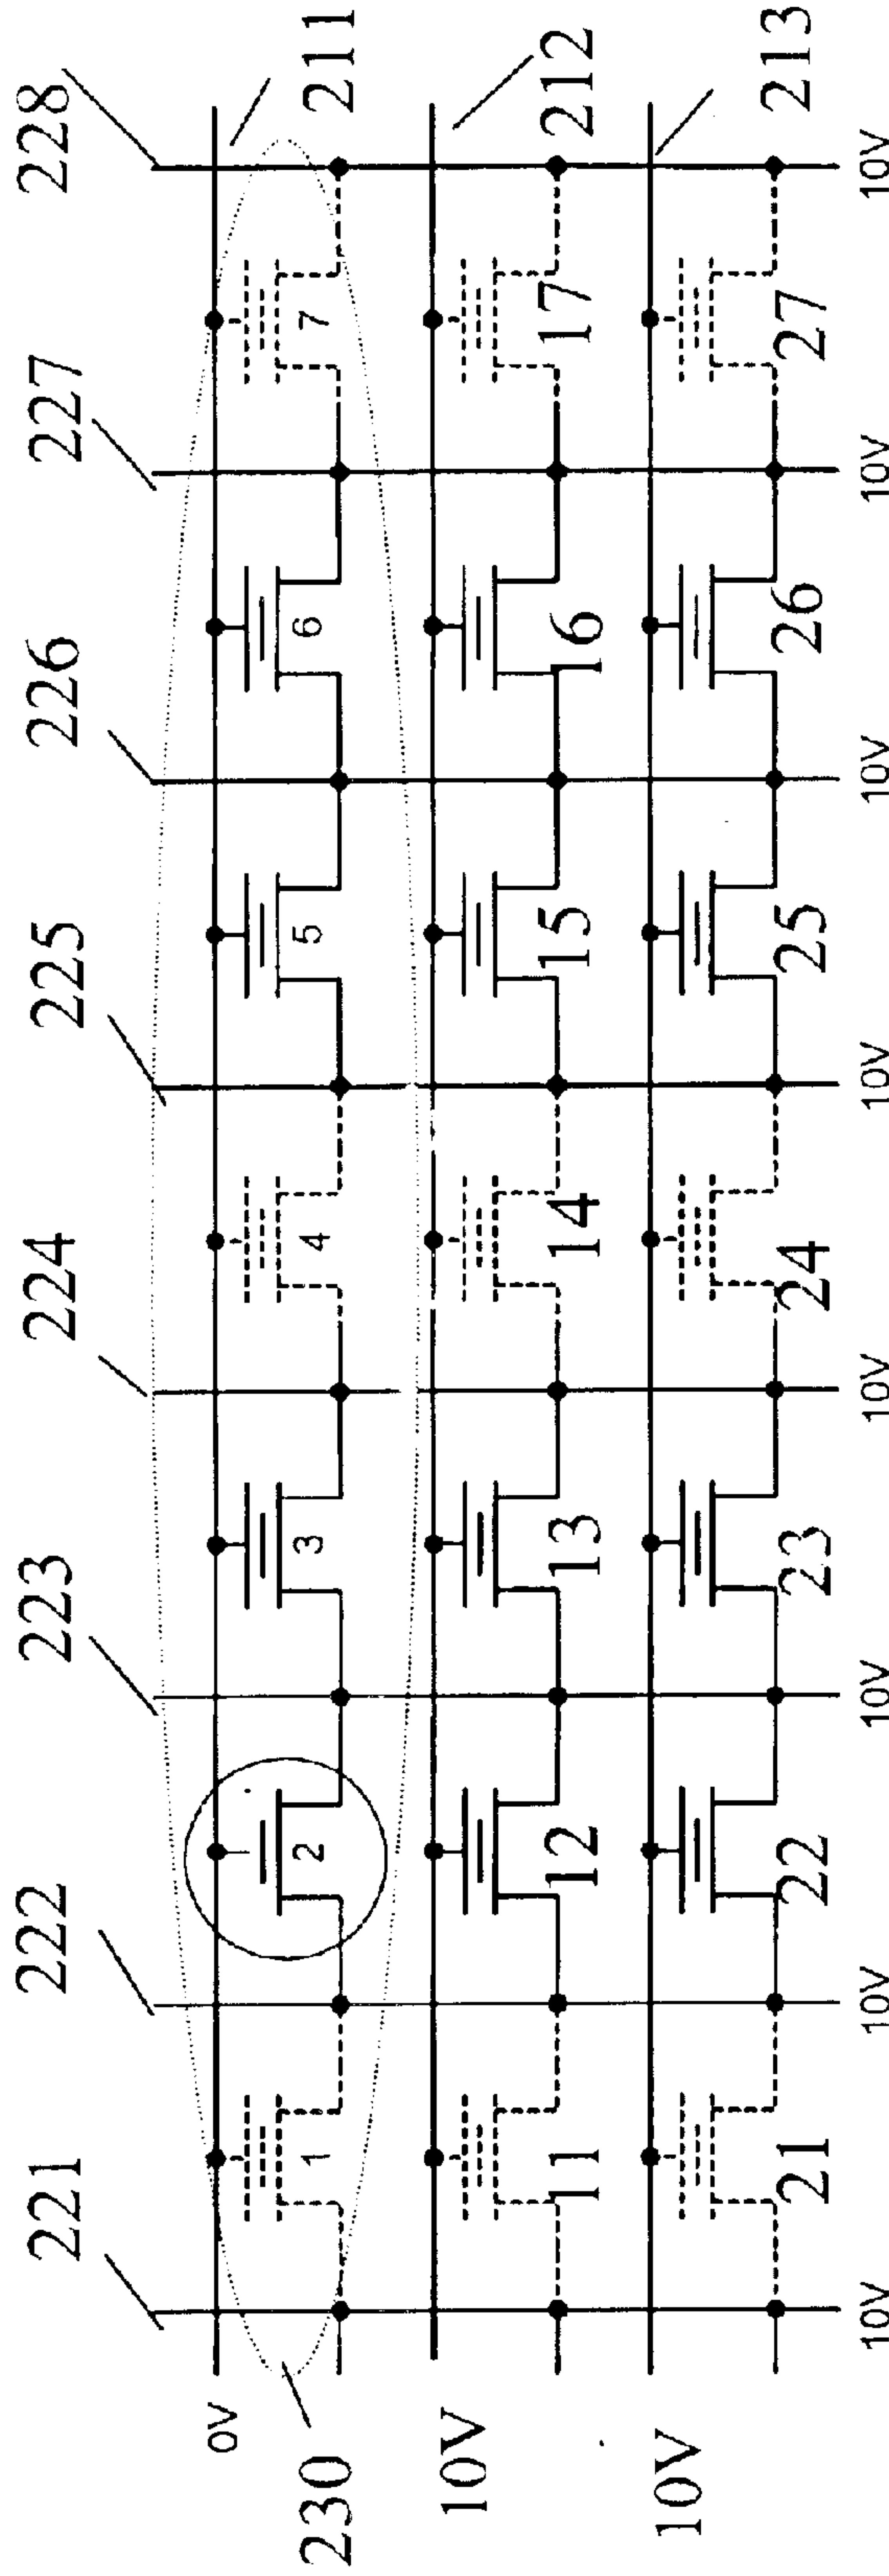 221 222 223 224 225 226 227 228
0V 1 2 3 4 5 6 7 211
230
10V 11 12 13 14 15 16 17 212
10V 21 22 23 24 25 26 27 213
10V 10V 10V 10V 10V 10V 10V 10V